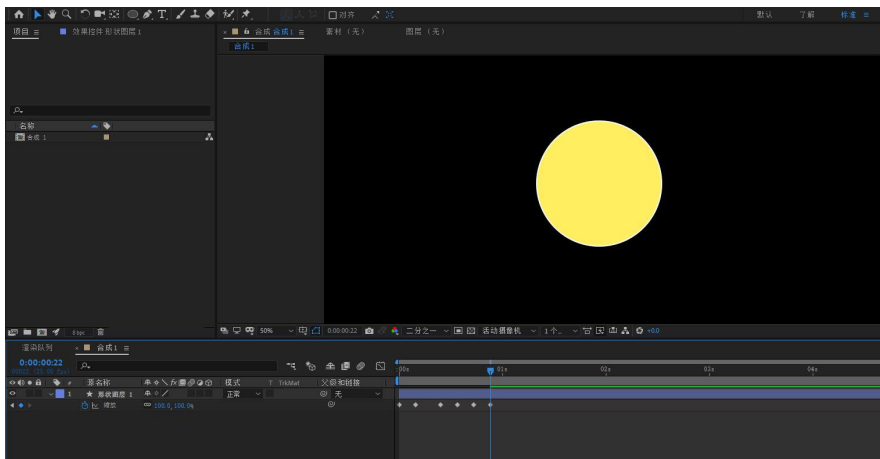 对齐
默认 了解 标准
项目 效果控件 形状图层 1 合成 合成1 素材（无） 图层（无）
合成1
名称
合成 1
8 bpc 50% 0:00:00:22 二分之一 活动摄像机 1个... +0.0
渲染队列 合成1
0:00:00:22
源名称 模式 T TrkMat 父级和链接
:00s 01s 02s 03s 04s
1 形状图层 1 正常 无
缩放 100.0,100.0%